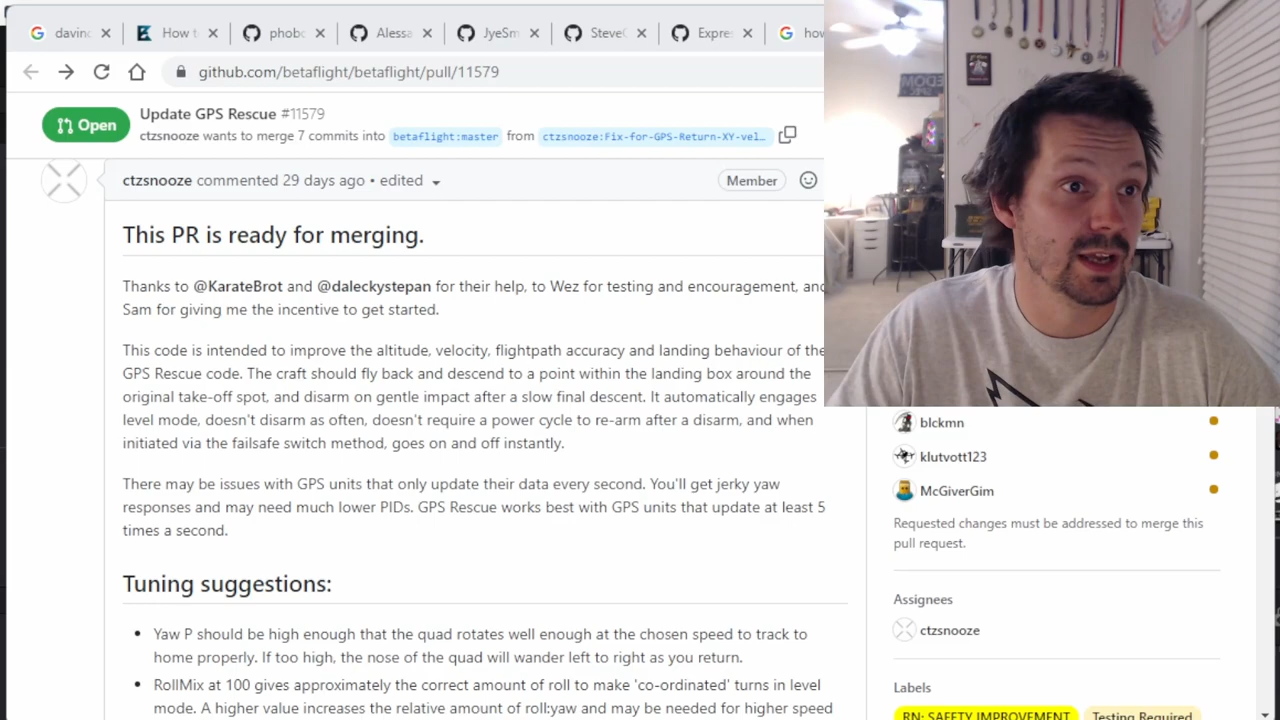 davinc
How t
phob
Alessa
JyeSm
Steve
Expre
how
github.com/betaflight/betaflight/pull/11579
Open
Update GPS Rescue #11579
ctzsnooze wants to merge 7 commits into betaflight:master from ctzsnooze:Fix-for-GPS-Return-XY-vel…
ctzsnooze commented 29 days ago • edited
Member
This PR is ready for merging.
Thanks to @KarateBrot and @daleckystepan for their help, to Wez for testing and encouragement, and
Sam for giving me the incentive to get started.
This code is intended to improve the altitude, velocity, flightpath accuracy and landing behaviour of the
GPS Rescue code. The craft should fly back and descend to a point within the landing box around the
original take-off spot, and disarm on gentle impact after a slow final descent. It automatically engages
level mode, doesn't disarm as often, doesn't require a power cycle to re-arm after a disarm, and when
initiated via the failsafe switch method, goes on and off instantly.
There may be issues with GPS units that only update their data every second. You'll get jerky yaw
responses and may need much lower PIDs. GPS Rescue works best with GPS units that update at least 5
times a second.
Tuning suggestions:
• Yaw P should be high enough that the quad rotates well enough at the chosen speed to track to
home properly. If too high, the nose of the quad will wander left to right as you return.
• RollMix at 100 gives approximately the correct amount of roll to make 'co-ordinated' turns in level
mode. A higher value increases the relative amount of roll:yaw and may be needed for higher speed
blckmn
klutvott123
McGiverGim
Requested changes must be addressed to merge this
pull request.
Assignees
ctzsnooze
Labels
RN: SAFETY IMPROVEMENT
Testing Required